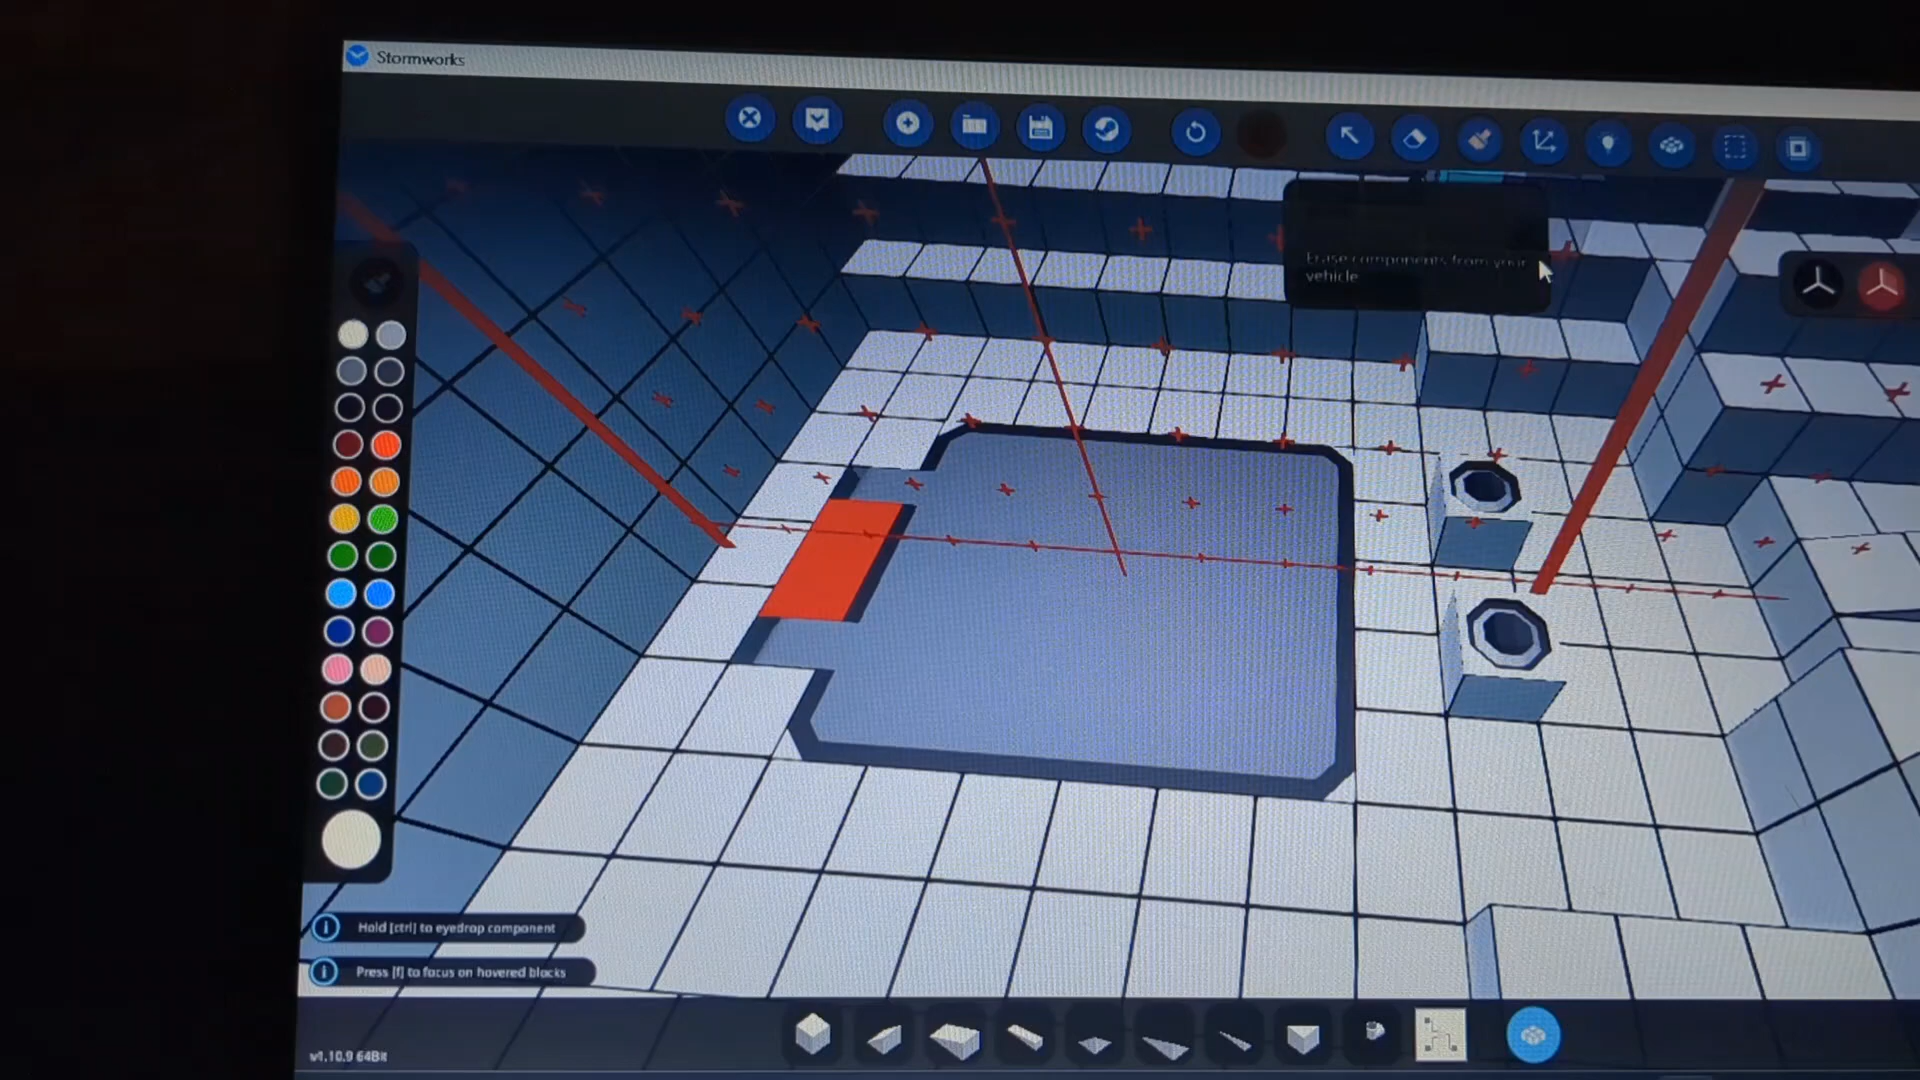 Stormworks
Erase components from your
vehicle
Hold [ctrl] to eyedrop component
Press [f] to focus on hovered blocks
v1.10.9 64Bit